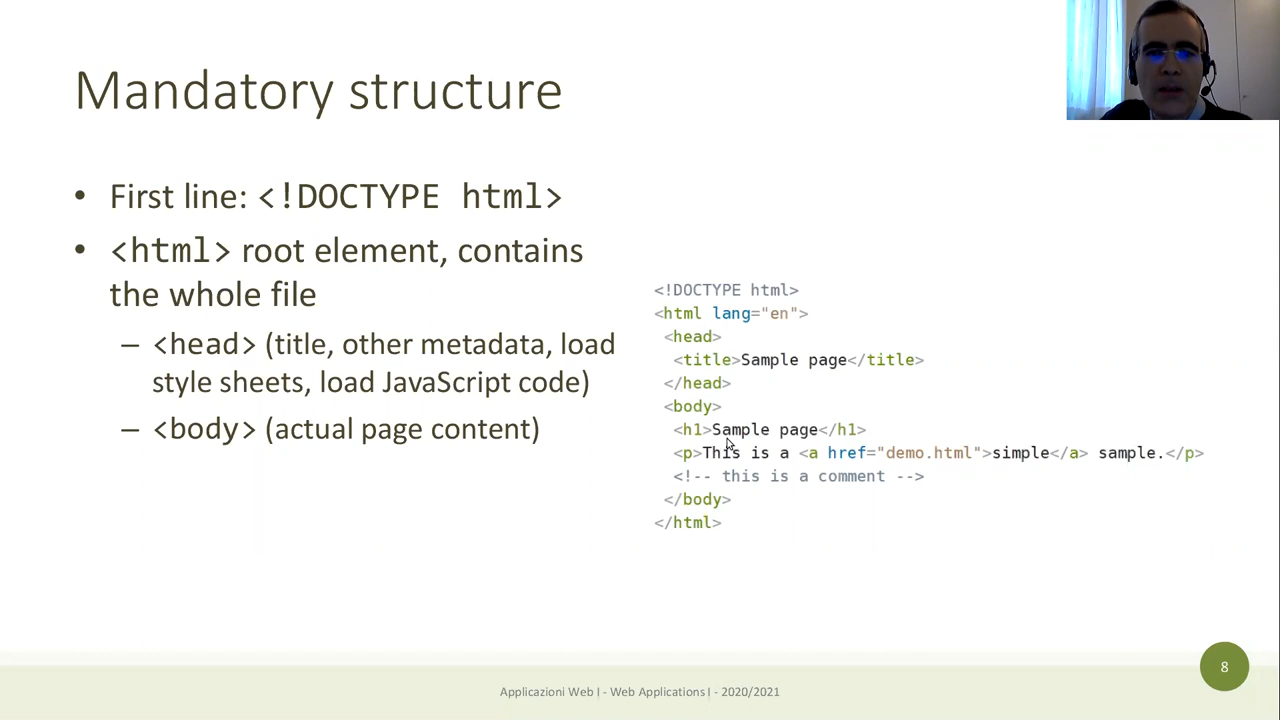 Mandatory structure
• First line: <!DOCTYPE html>
• <html> root element, contains
the whole file
– <head> (title, other metadata, load
style sheets, load JavaScript code)
– <body> (actual page content)
<!DOCTYPE html>
<html lang="en">
<head>
<title>Sample page</title>
</head>
<body>
<h1>Sample page</h1>
<p>This is a <a href="demo.html">simple</a> sample.</p>
<!-- this is a comment -->
</body>
</html>
Applicazioni Web I - Web Applications I - 2020/2021
8